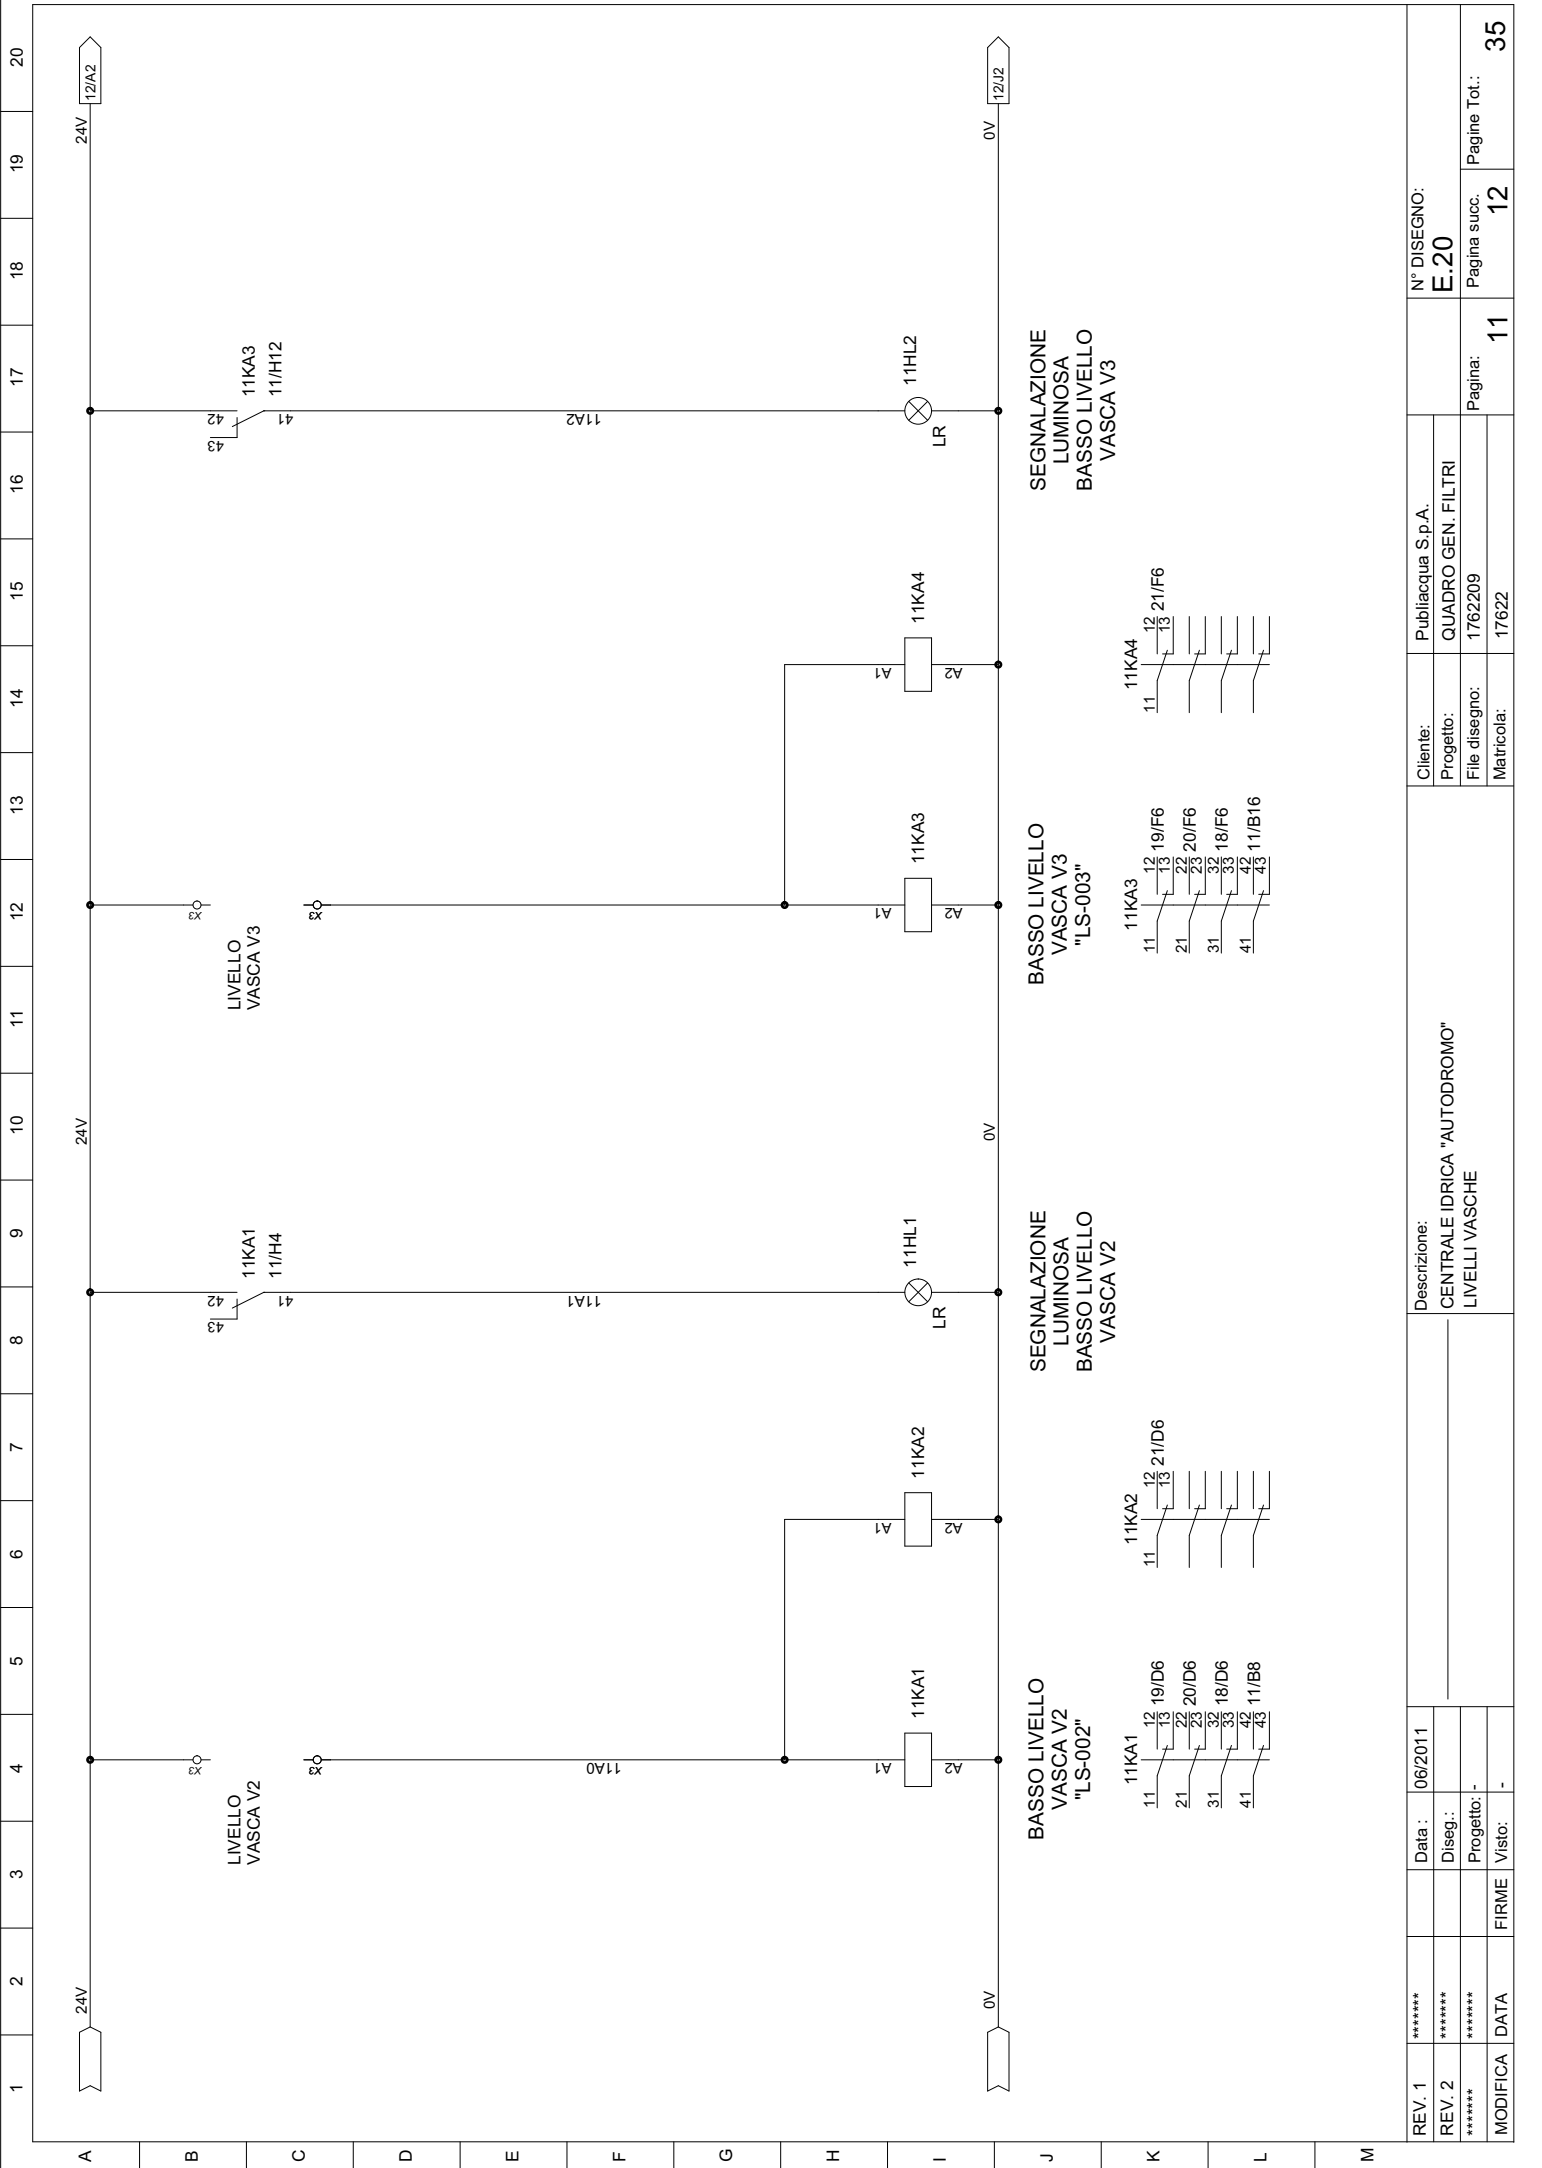 1 2 3 4 5 6 7 8 9 10 11 12 13 14 15 16 17 18 19 20
A
B
C
D
E
F
G
H
I
J
K
L
M
24V
24V
24V
12/A2
X3
LIVELLO
VASCA V2
X3
11A0
A1
11KA1
A2
A1
11KA2
A2
42
43
41
11KA1
11/H4
11A1
11HL1
LR
X3
LIVELLO
VASCA V3
X3
A1
11KA3
A2
A1
11KA4
A2
42
43
41
11KA3
11/H12
11A2
11HL2
LR
0V
0V
0V
12/J2
BASSO LIVELLO
VASCA V2
"LS-002"
SEGNALAZIONE
LUMINOSA
BASSO LIVELLO
VASCA V2
BASSO LIVELLO
VASCA V3
"LS-003"
SEGNALAZIONE
LUMINOSA
BASSO LIVELLO
VASCA V3
11KA1
11 12 13 19/D6
21 22 23 20/D6
31 32 33 18/D6
41 42 43 11/B8
11KA2
11 12 13 21/D6
11KA3
11 12 13 19/F6
21 22 23 20/F6
31 32 33 18/F6
41 42 43 11/B16
11KA4
11 12 13 21/F6
REV. 1 *******
REV. 2 *******
******* *******
MODIFICA DATA FIRME
Data : 06/2011
Diseg.:
Progetto: -
Visto: -
Descrizione:
CENTRALE IDRICA "AUTODROMO"
LIVELLI VASCHE
Cliente: Publiacqua S.p.A.
Progetto: QUADRO GEN. FILTRI
File disegno: 1762209
Matricola: 17622
N° DISEGNO:
E.20
Pagina: 11
Pagina succ. 12
Pagine Tot.: 35